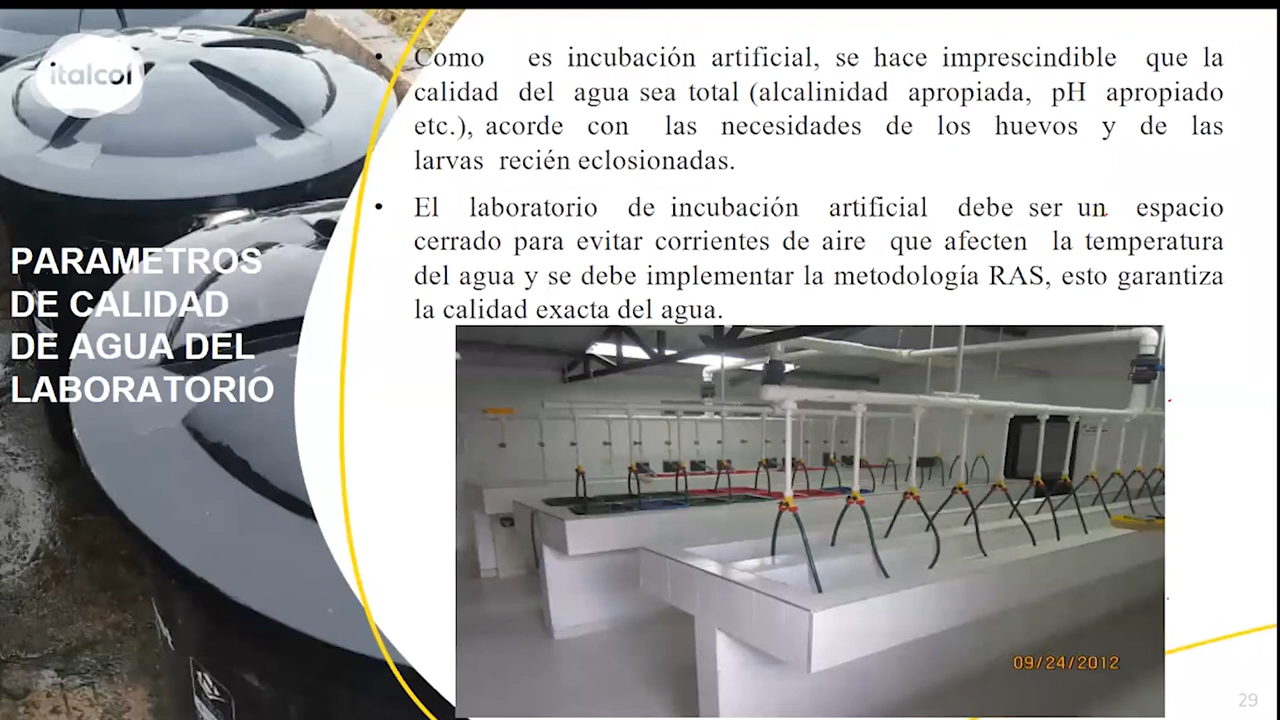 italcol
PARAMETROS
DE CALIDAD
DE AGUA DEL
LABORATORIO
• Como es incubación artificial, se hace imprescindible que la
calidad del agua sea total (alcalinidad apropiada, pH apropiado
etc.), acorde con las necesidades de los huevos y de las
larvas recién eclosionadas.
• El laboratorio de incubación artificial debe ser un espacio
cerrado para evitar corrientes de aire que afecten la temperatura
del agua y se debe implementar la metodología RAS, esto garantiza
la calidad exacta del agua.
09/24/2012
29